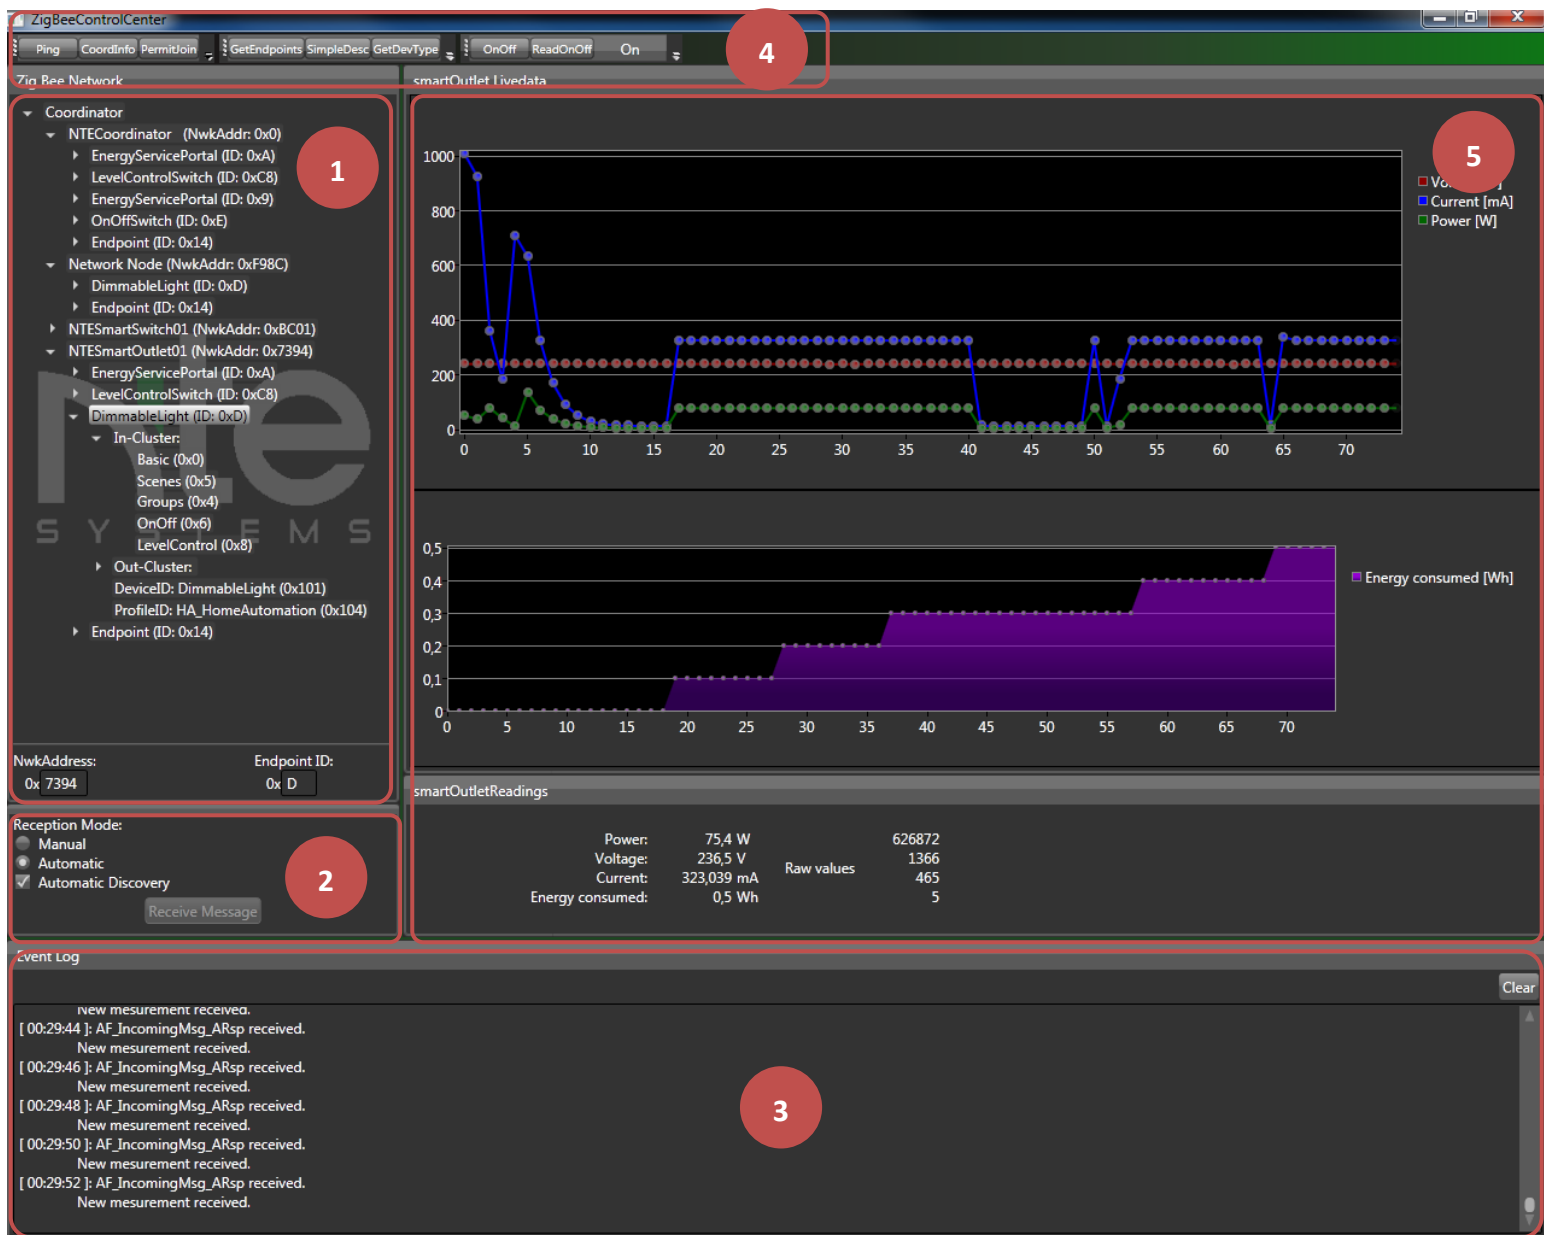 ZigBeeControlCenter
Ping CoordInfo PermitJoin GetEndpoints SimpleDesc GetDevType OnOff ReadOnOff On
4
Zig Bee Network
Coordinator
NTECoordinator (NwkAddr: 0x0)
EnergyServicePortal (ID: 0xA)
LevelControlSwitch (ID: 0xC8)
EnergyServicePortal (ID: 0x9)
OnOffSwitch (ID: 0xE)
Endpoint (ID: 0x14)
Network Node (NwkAddr: 0xF98C)
DimmableLight (ID: 0xD)
Endpoint (ID: 0x14)
NTESmartSwitch01 (NwkAddr: 0xBC01)
NTESmartOutlet01 (NwkAddr: 0x7394)
EnergyServicePortal (ID: 0xA)
LevelControlSwitch (ID: 0xC8)
DimmableLight (ID: 0xD)
In-Cluster:
Basic (0x0)
Scenes (0x5)
Groups (0x4)
OnOff (0x6)
LevelControl (0x8)
Out-Cluster:
DeviceID: DimmableLight (0x101)
ProfileID: HA_HomeAutomation (0x104)
Endpoint (ID: 0x14)
nte
SYSTEMS
1
NwkAddress: Endpoint ID:
0x 7394 0x D
Reception Mode:
Manual
Automatic
Automatic Discovery
Receive Message
2
smartOutlet Livedata
5
1000
800
600
400
200
0
0 5 10 15 20 25 30 35 40 45 50 55 60 65 70
Current [mA]
Power [W]
0,5
0,4
0,3
0,2
0,1
0
0 5 10 15 20 25 30 35 40 45 50 55 60 65 70
Energy consumed [Wh]
smartOutletReadings
Power: 75,4 W 626872
Voltage: 236,5 V 1366
Raw values
Current: 323,039 mA 465
Energy consumed: 0,5 Wh 5
Event Log
Clear
New mesurement received.
[ 00:29:44 ]: AF_IncomingMsg_ARsp received.
New mesurement received.
[ 00:29:46 ]: AF_IncomingMsg_ARsp received.
New mesurement received.
[ 00:29:48 ]: AF_IncomingMsg_ARsp received.
New mesurement received.
[ 00:29:50 ]: AF_IncomingMsg_ARsp received.
New mesurement received.
[ 00:29:52 ]: AF_IncomingMsg_ARsp received.
New mesurement received.
3